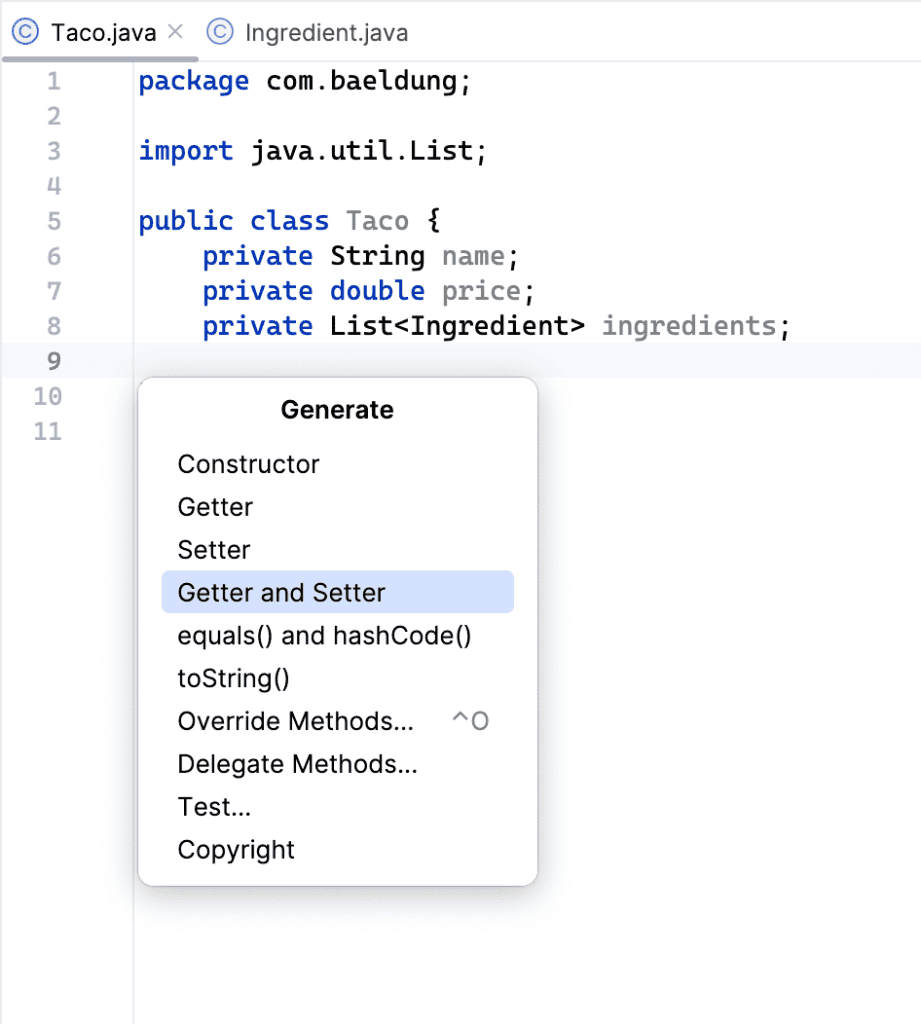 Taco.java Ingredient.java
1 package com.baeldung;
2
3 import java.util.List;
4
5 public class Taco {
6 private String name;
7 private double price;
8 private List<Ingredient> ingredients;
9
10
11
Generate
Constructor
Getter
Setter
Getter and Setter
equals() and hashCode()
toString()
Override Methods... ^O
Delegate Methods...
Test...
Copyright